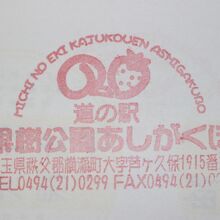 MICHI NO EKI KAJUKOUEN ASHIGAKUBO
道の駅
果樹公園あしがくぼ
玉県秩父郡横瀬町大字芦ケ久保1915番
TEL0494(21)0299 FAX0494(21)0